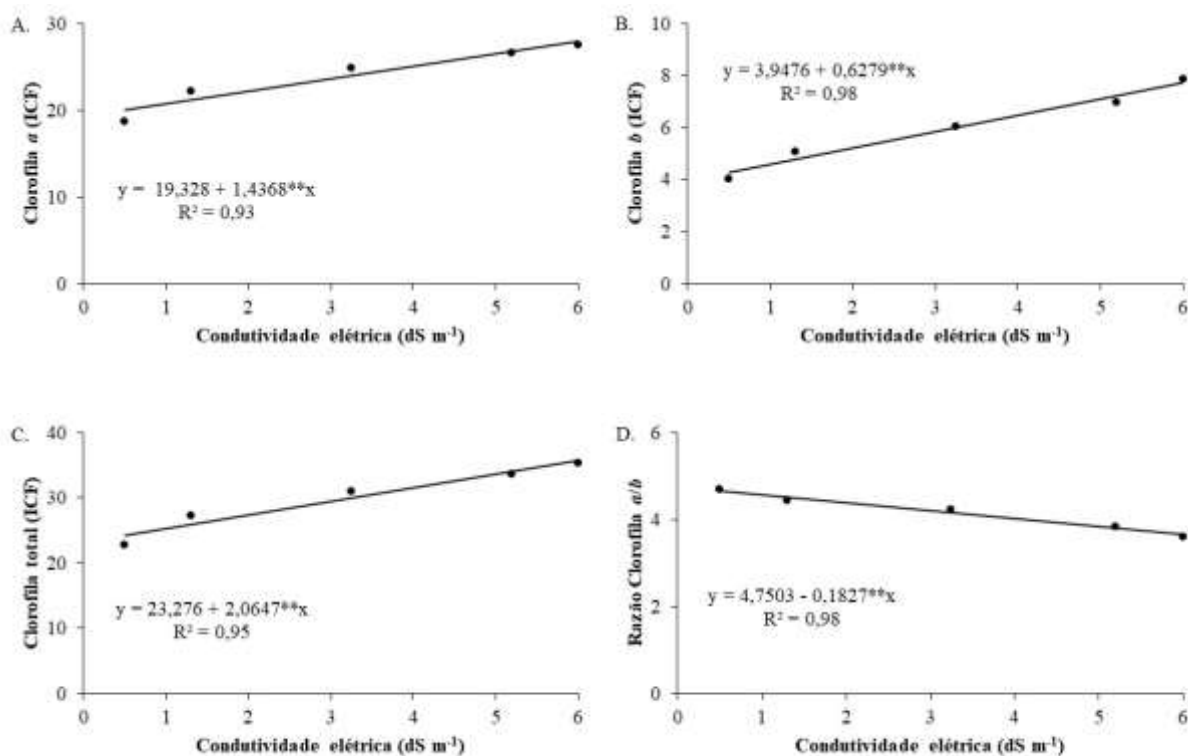 A.
30
20
10
0
Clorofila a (ICF)
y = 19,328 + 1,4368**x
R² = 0,93
0 1 2 3 4 5 6
Condutividade elétrica (dS m⁻¹)
B.
10
8
6
4
2
0
Clorofila b (ICF)
y = 3,9476 + 0,6279**x
R² = 0,98
0 1 2 3 4 5 6
Condutividade elétrica (dS m⁻¹)
C.
40
30
20
10
0
Clorofila total (ICF)
y = 23,276 + 2,0647**x
R² = 0,95
0 1 2 3 4 5 6
Condutividade elétrica (dS m⁻¹)
D.
6
4
2
0
Razão Clorofila a/b
y = 4,7503 - 0,1827**x
R² = 0,98
0 1 2 3 4 5 6
Condutividade elétrica (dS m⁻¹)